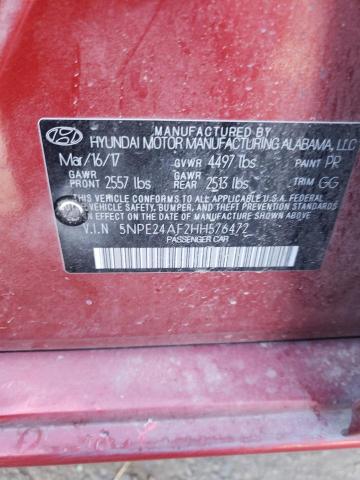 MANUFACTURED BY
HYUNDAI MOTOR MANUFACTURING ALABAMA, LLC
Mar/16/17 GVWR 4497 lbs PAINT PR
GAWR FRONT 2557 lbs GAWR REAR 2513 lbs TRIM GG
THIS VEHICLE CONFORMS TO ALL APPLICABLE U.S.A FEDERAL
MOTOR VEHICLE SAFETY, BUMPER, AND THEFT PREVENTION
STANDARDS IN EFFECT ON THE DATE OF MANUFACTURE SHOWN ABOVE.
V.I.N 5NPE24AF2HH576472
PASSENGER CAR